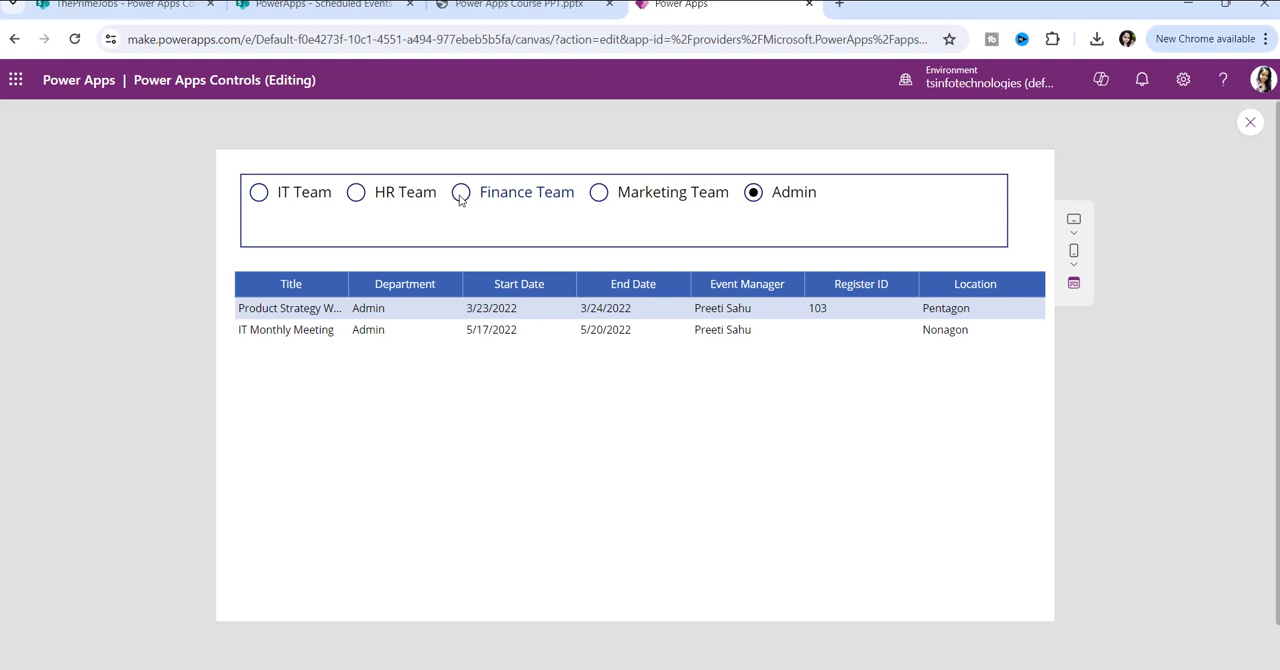 ThePrimeJobs - Power Apps Co
PowerApps - Scheduled Events
Power Apps Course PPT.pptx
Power Apps
make.powerapps.com/e/Default-f0e4273f-10c1-4551-a494-977ebeb5b5fa/canvas/?action=edit&app-id=%2Fproviders%2FMicrosoft.PowerApps%2Fapps...
New Chrome available
Power Apps | Power Apps Controls (Editing)
Environment
tsinfotechnologies (def...
IT Team HR Team Finance Team Marketing Team Admin
Title Department Start Date End Date Event Manager Register ID Location
Product Strategy W... Admin 3/23/2022 3/24/2022 Preeti Sahu 103 Pentagon
IT Monthly Meeting Admin 5/17/2022 5/20/2022 Preeti Sahu Nonagon